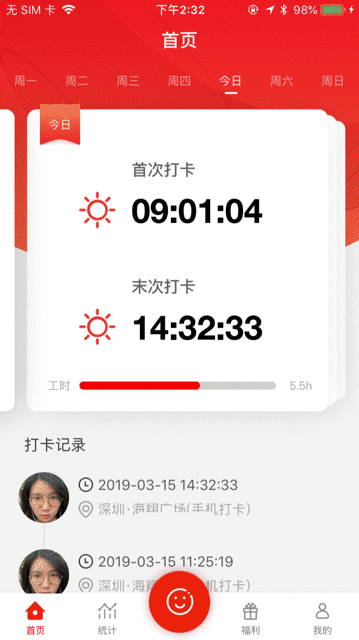 无 SIM 卡 下午2:32 98%
首页
周一 周二 周三 周四 今日 周六 周日
今日
首次打卡
09:01:04
末次打卡
14:32:33
工时 5.5h
打卡记录
2019-03-15 14:32:33
深圳·海翔广场(手机打卡)
2019-03-15 11:25:19
深圳·海翔广场(手机打卡)
首页 统计 福利 我的